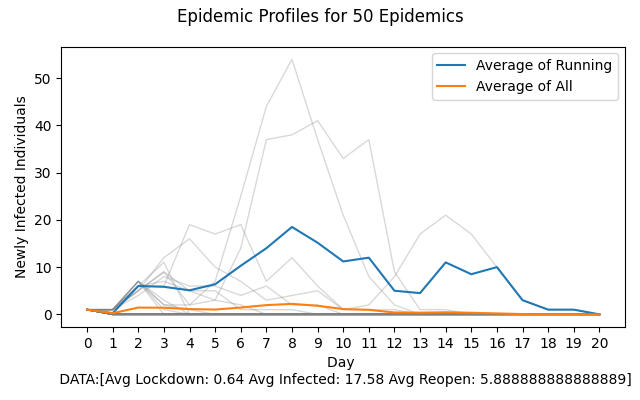 Epidemic Profiles for 50 Epidemics
Average of Running
Average of All
Newly Infected Individuals
50
40
30
20
10
0
0 1 2 3 4 5 6 7 8 9 10 11 12 13 14 15 16 17 18 19 20
Day
DATA:[Avg Lockdown: 0.64 Avg Infected: 17.58 Avg Reopen: 5.888888888888889]